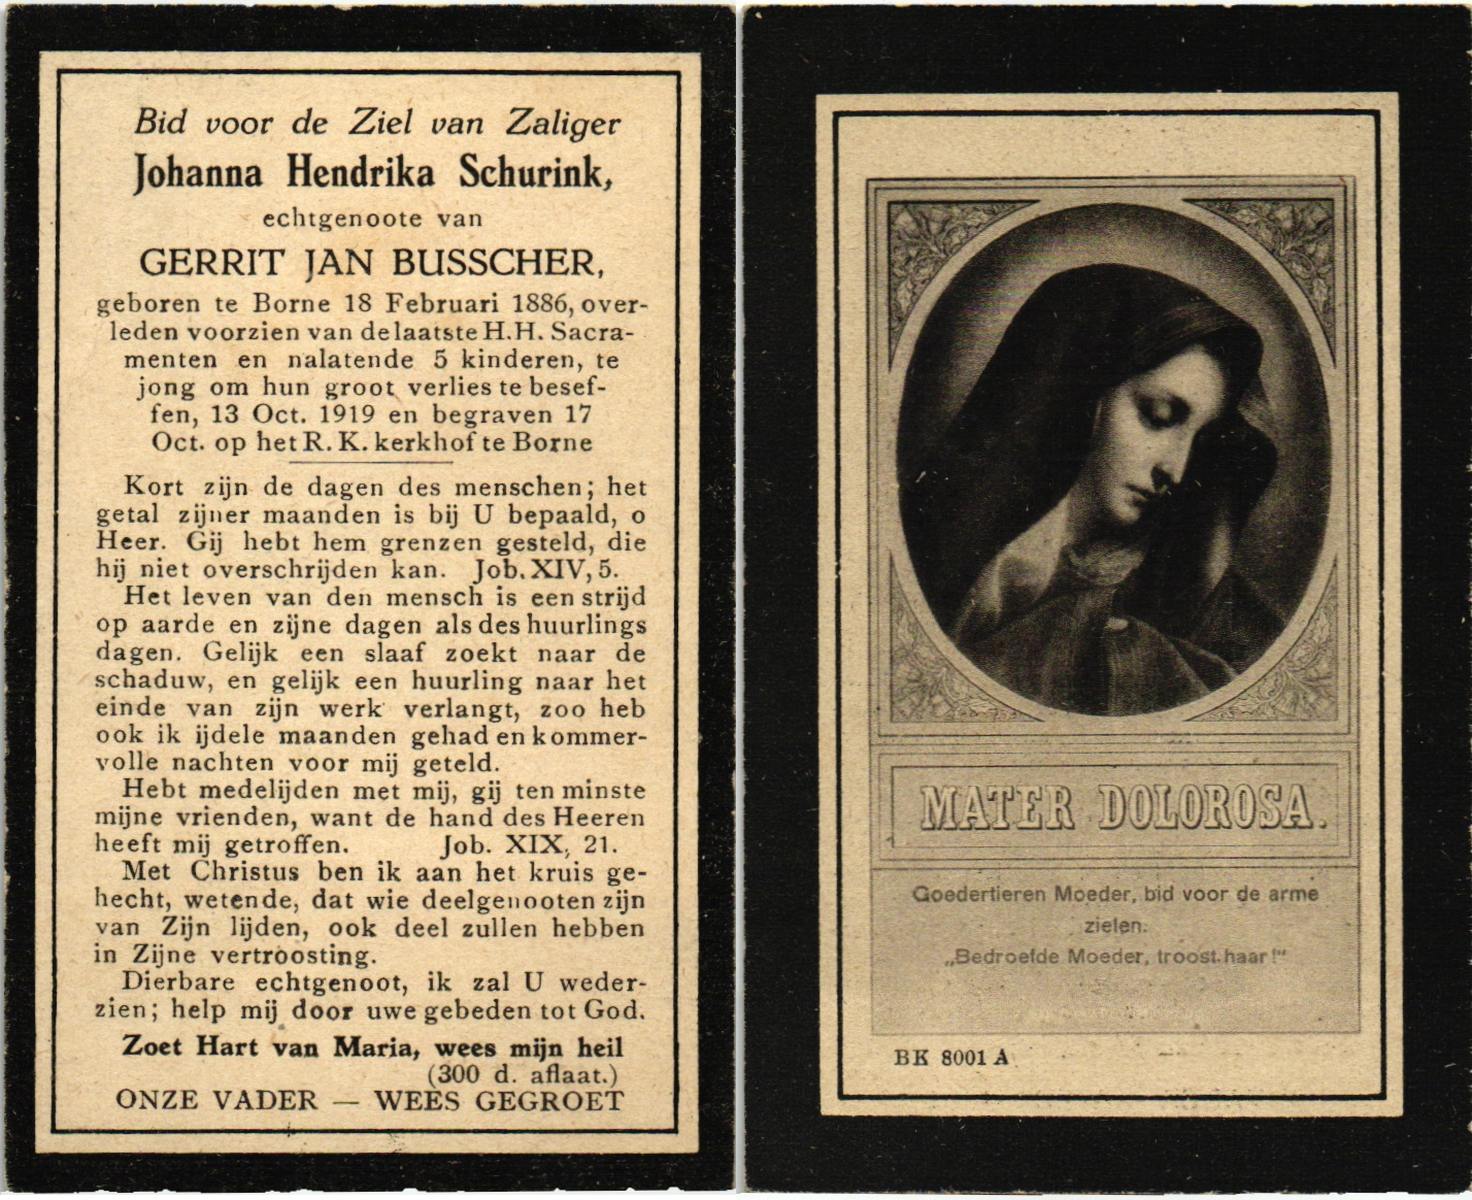 Bid voor de Ziel van Zaliger
Johanna Hendrika Schurink,
echtgenoote van
GERRIT JAN BUSSCHER,
geboren te Borne 18 Februari 1886, over-
leden voorzien van de laatste H.H. Sacra-
menten en nalatende 5 kinderen, te
jong om hun groot verlies te besef-
fen, 13 Oct. 1919 en begraven 17
Oct. op het R. K. kerkhof te Borne
Kort zijn de dagen des menschen; het
getal zijner maanden is bij U bepaald, o
Heer. Gij hebt hem grenzen gesteld, die
hij niet overschrijden kan. Job. XIV, 5.
Het leven van den mensch is een strijd
op aarde en zijne dagen als des huurlings
dagen. Gelijk een slaaf zoekt naar de
schaduw, en gelijk een huurling naar het
einde van zijn werk verlangt, zoo heb
ook ik ijdele maanden gehad en kommer-
volle nachten voor mij geteld.
Hebt medelijden met mij, gij ten minste
mijne vrienden, want de hand des Heeren
heeft mij getroffen. Job. XIX, 21.
Met Christus ben ik aan het kruis ge-
hecht, wetende, dat wie deelgenooten zijn
van Zijn lijden, ook deel zullen hebben
in Zijne vertroosting.
Dierbare echtgenoot, ik zal U weder-
zien; help mij door uwe gebeden tot God.
Zoet Hart van Maria, wees mijn heil
(300 d. aflaat.)
ONZE VADER — WEES GEGROET
MATER DOLOROSA.
Goedertieren Moeder, bid voor de arme
zielen.
„Bedroefde Moeder, troost haar!"
BK 8001 A